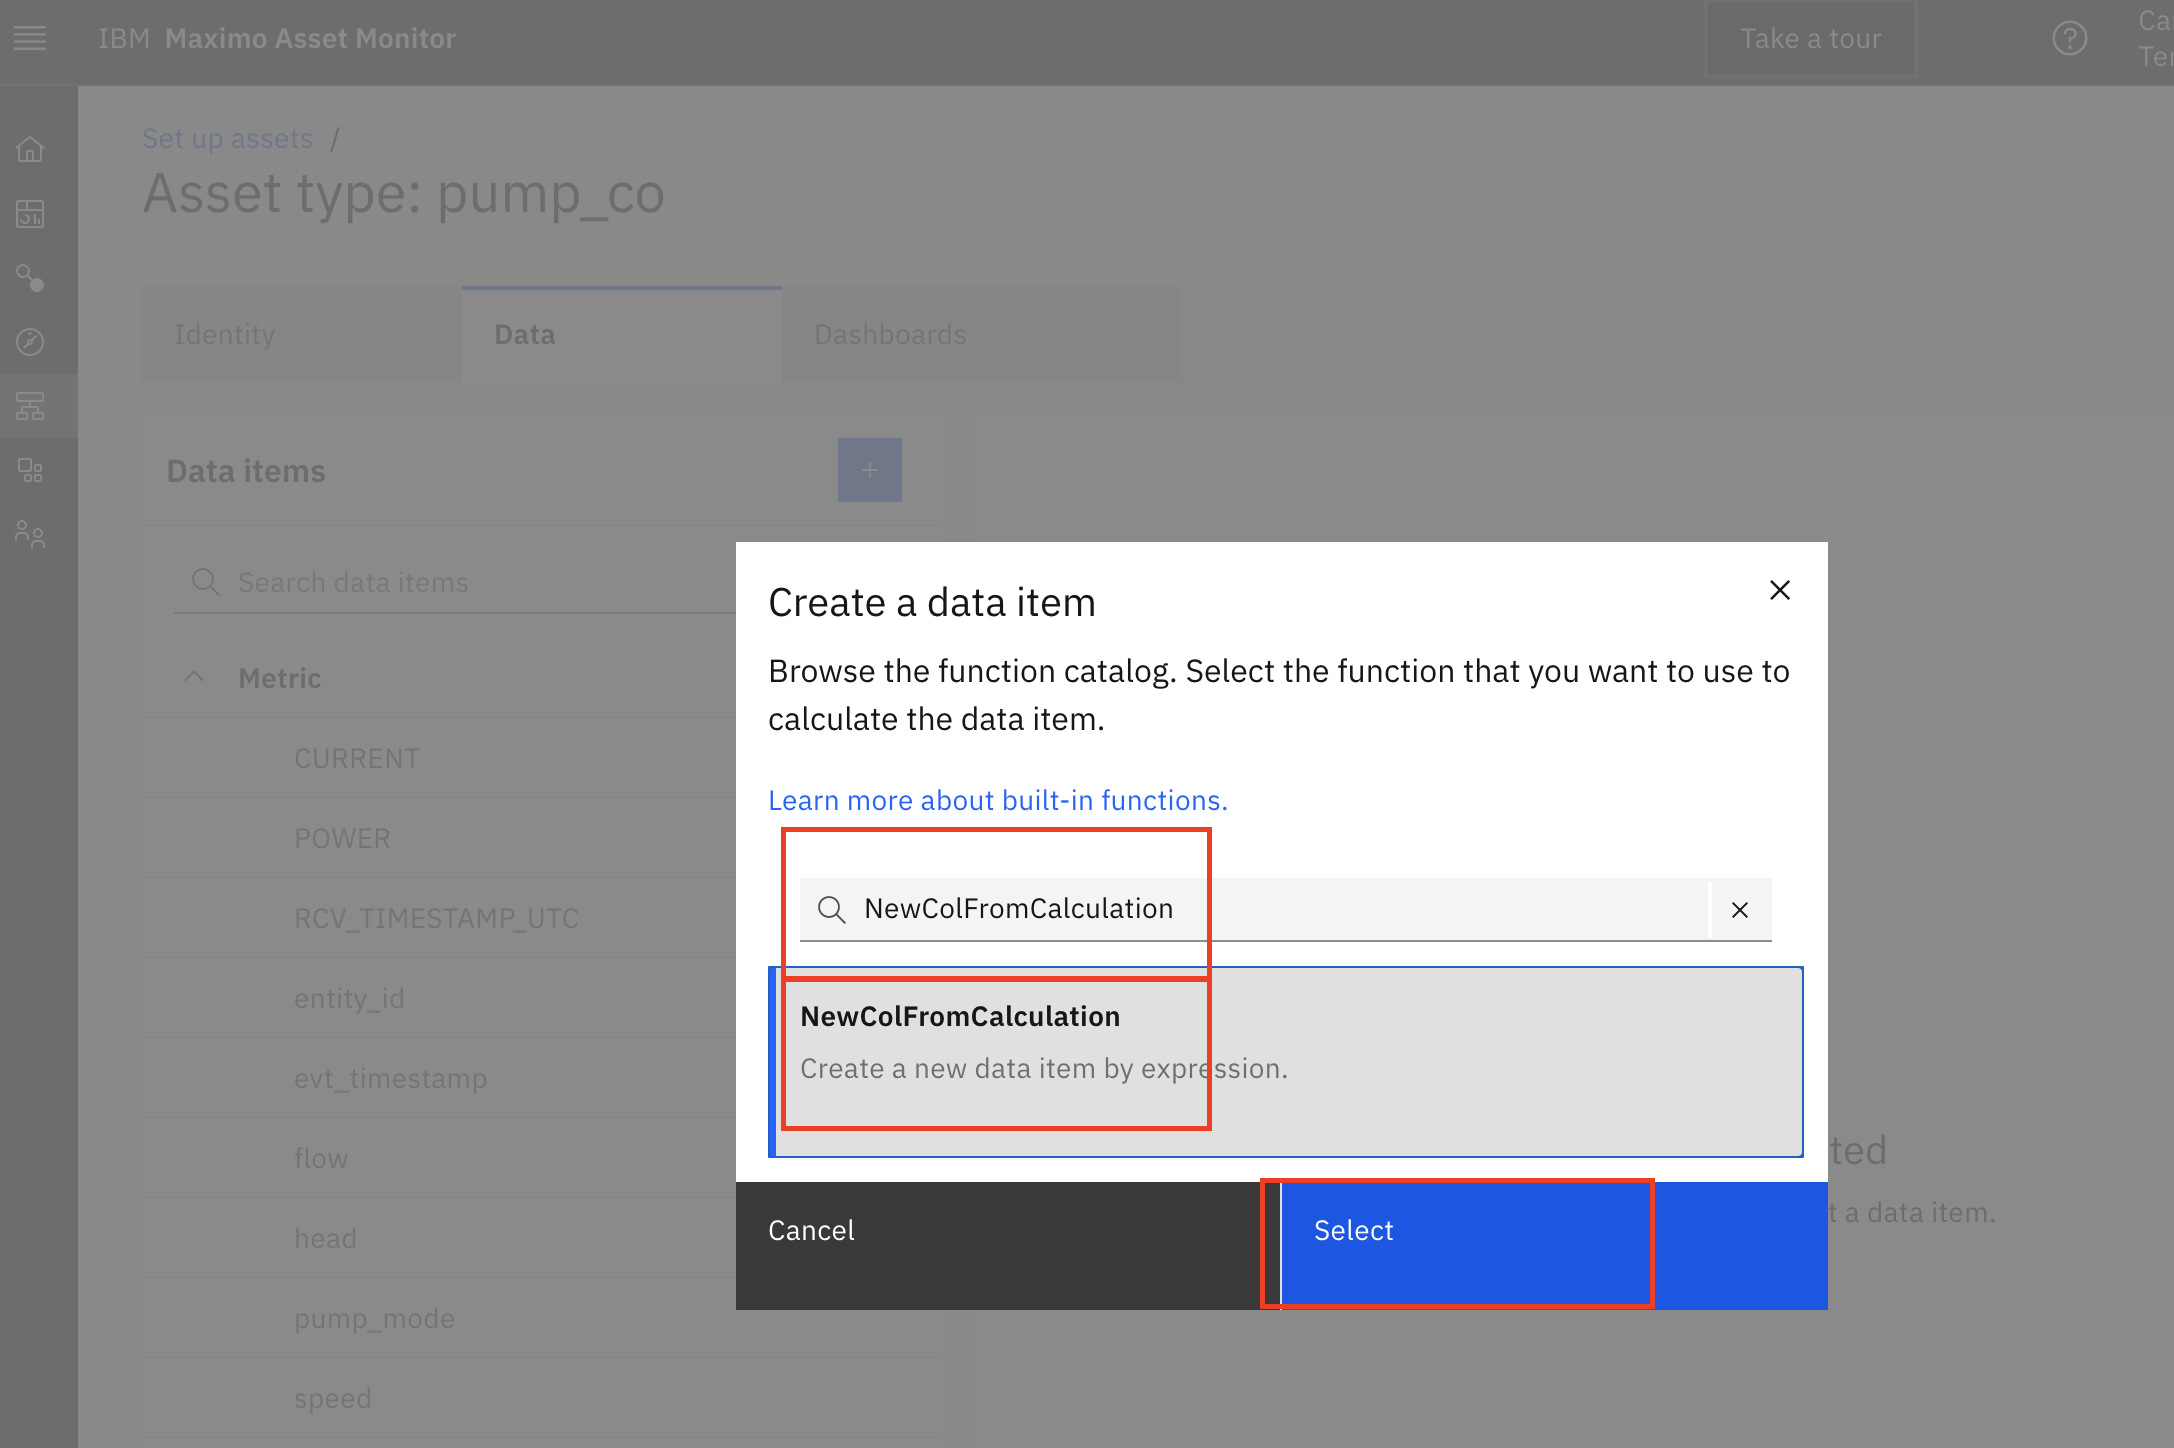 IBM Maximo Asset Monitor
Take a tour
Set up assets /
Asset type: pump_co
Identity
Data
Dashboards
Data items
+
Search data items
Metric
CURRENT
POWER
RCV_TIMESTAMP_UTC
entity_id
evt_timestamp
flow
head
pump_mode
speed
Create a data item
Browse the function catalog. Select the function that you want to use to
calculate the data item.
Learn more about built-in functions.
NewColFromCalculation
NewColFromCalculation
Create a new data item by expression.
Cancel
Select
a data item.